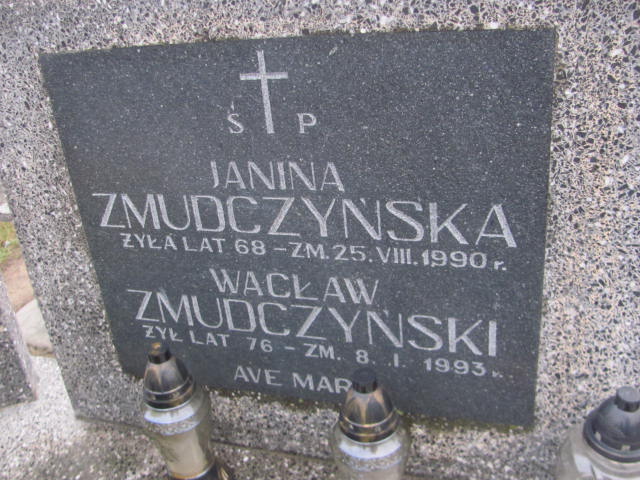 Ś P
JANINA
ZMUDCZYŃSKA
ŻYŁA LAT 68 - ZM. 25. VIII. 1990 r.
WACŁAW
ZMUDCZYŃSKI
ŻYŁ LAT 76 - ZM. 8. I. 1993 r.
AVE MAR